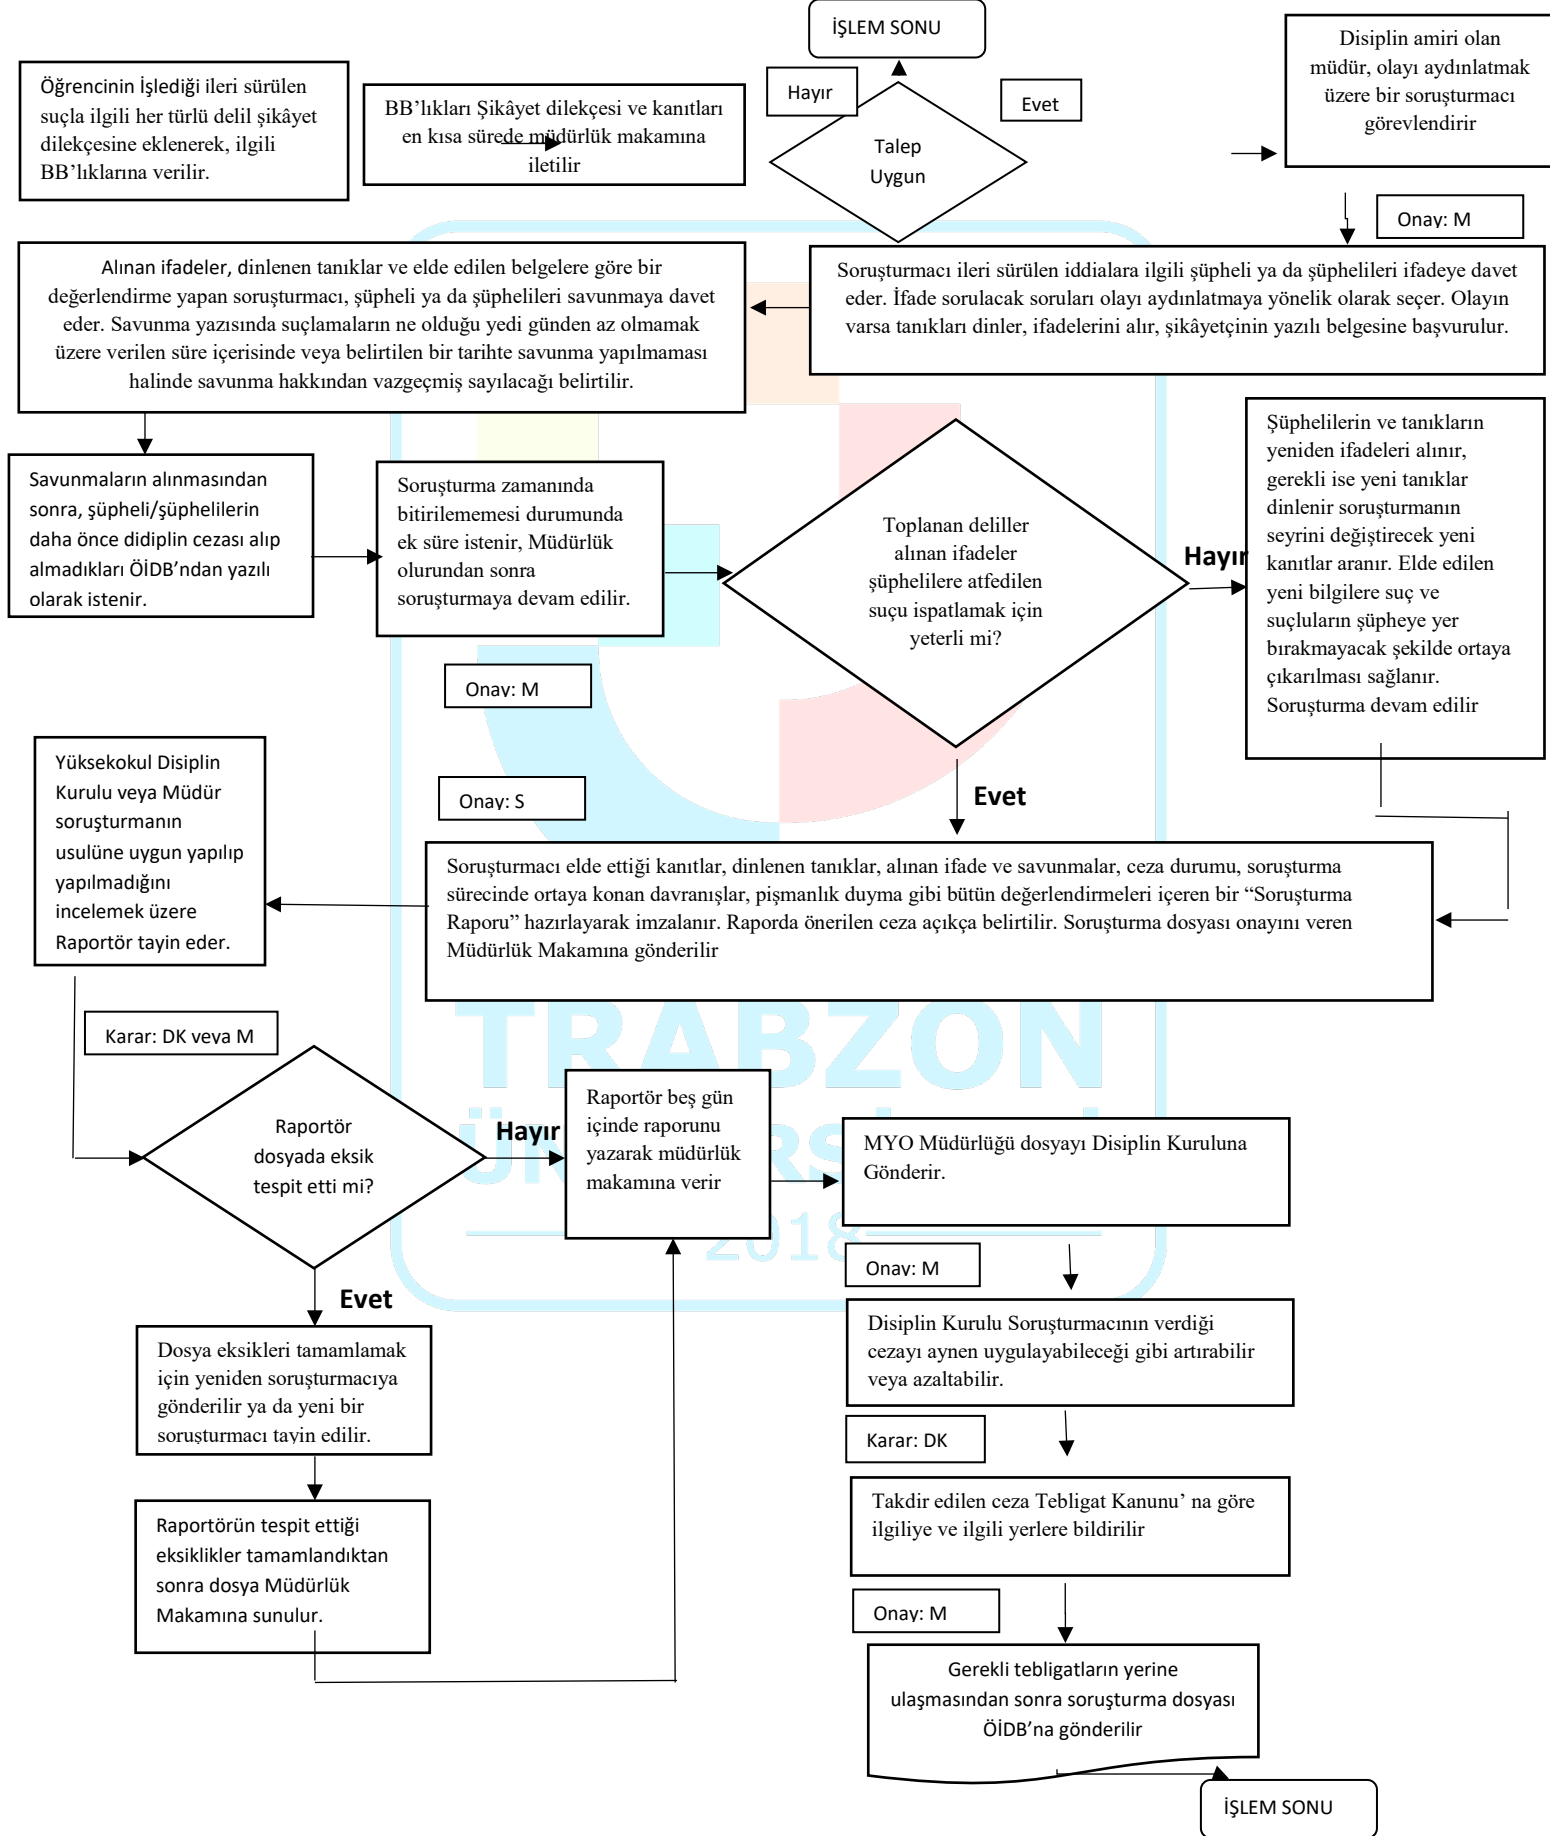 İŞLEM SONU
Öğrencinin İşlediği ileri sürülen
suçla ilgili her türlü delil şikâyet
dilekçesine eklenerek, ilgili
BB’lıklarına verilir.
BB’lıkları Şikâyet dilekçesi ve kanıtları
en kısa sürede müdürlük makamına
iletilir
Hayır
Talep
Uygun
Evet
Disiplin amiri olan
müdür, olayı aydınlatmak
üzere bir soruşturmacı
görevlendirir
Onay: M
Soruşturmacı ileri sürülen iddialara ilgili şüpheli ya da şüphelileri ifadeye davet
eder. İfade sorulacak soruları olayı aydınlatmaya yönelik olarak seçer. Olayın
varsa tanıkları dinler, ifadelerini alır, şikâyetçinin yazılı belgesine başvurulur.
Alınan ifadeler, dinlenen tanıklar ve elde edilen belgelere göre bir
değerlendirme yapan soruşturmacı, şüpheli ya da şüphelileri savunmaya davet
eder. Savunma yazısında suçlamaların ne olduğu yedi günden az olmamak
üzere verilen süre içerisinde veya belirtilen bir tarihte savunma yapılmaması
halinde savunma hakkından vazgeçmiş sayılacağı belirtilir.
Savunmaların alınmasından
sonra, şüpheli/şüphelilerin
daha önce didiplin cezası alıp
almadıkları ÖİDB’ndan yazılı
olarak istenir.
Soruşturma zamanında
bitirilememesi durumunda
ek süre istenir, Müdürlük
olurundan sonra
soruşturmaya devam edilir.
Onay: M
Toplanan deliller
alınan ifadeler
şüphelilere atfedilen
suçu ispatlamak için
yeterli mi?
Hayır
Şüphelilerin ve tanıkların
yeniden ifadeleri alınır,
gerekli ise yeni tanıklar
dinlenir soruşturmanın
seyrini değiştirecek yeni
kanıtlar aranır. Elde edilen
yeni bilgilere suç ve
suçluların şüpheye yer
bırakmayacak şekilde ortaya
çıkarılması sağlanır.
Soruşturma devam edilir
Evet
Onay: S
Soruşturmacı elde ettiği kanıtlar, dinlenen tanıklar, alınan ifade ve savunmalar, ceza durumu, soruşturma
sürecinde ortaya konan davranışlar, pişmanlık duyma gibi bütün değerlendirmeleri içeren bir “Soruşturma
Raporu” hazırlayarak imzalanır. Raporda önerilen ceza açıkça belirtilir. Soruşturma dosyası onayını veren
Müdürlük Makamına gönderilir
Yüksekokul Disiplin
Kurulu veya Müdür
soruşturmanın
usulüne uygun yapılıp
yapılmadığını
incelemek üzere
Raportör tayin eder.
Karar: DK veya M
TRABZON
2018
Raportör
dosyada eksik
tespit etti mi?
Hayır
Raportör beş gün
içinde raporunu
yazarak müdürlük
makamına verir
MYO Müdürlüğü dosyayı Disiplin Kuruluna
Gönderir.
Onay: M
Evet
Dosya eksikleri tamamlamak
için yeniden soruşturmacıya
gönderilir ya da yeni bir
soruşturmacı tayin edilir.
Disiplin Kurulu Soruşturmacının verdiği
cezayı aynen uygulayabileceği gibi artırabilir
veya azaltabilir.
Karar: DK
Raportörün tespit ettiği
eksiklikler tamamlandıktan
sonra dosya Müdürlük
Makamına sunulur.
Takdir edilen ceza Tebligat Kanunu’ na göre
ilgiliye ve ilgili yerlere bildirilir
Onay: M
Gerekli tebligatların yerine
ulaşmasından sonra soruşturma dosyası
ÖİDB’na gönderilir
İŞLEM SONU